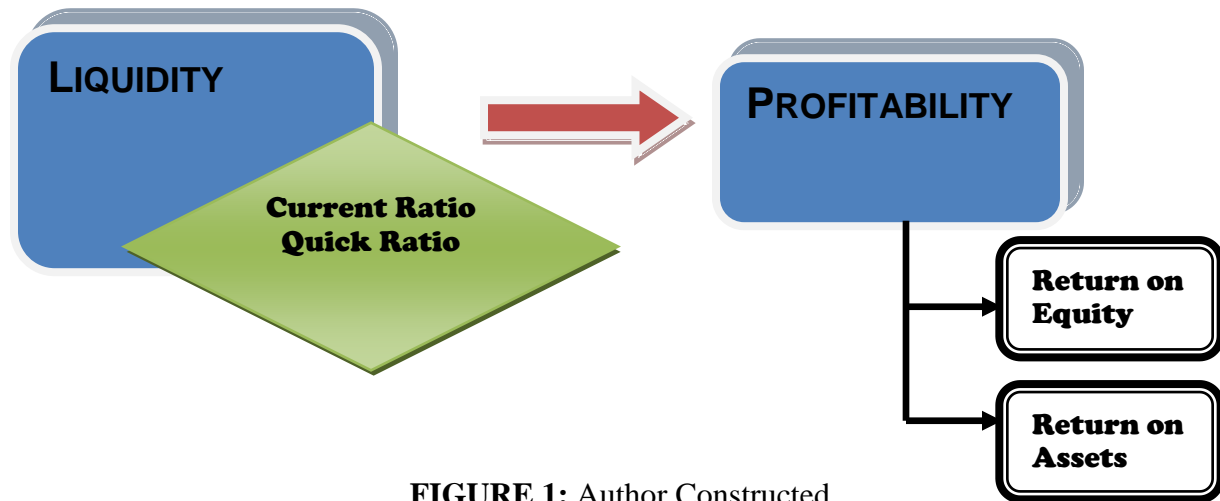 LIQUIDITY
Current Ratio
Quick Ratio
PROFITABILITY
Return on
Equity
Return on
Assets
FIGURE 1: Author Constructed